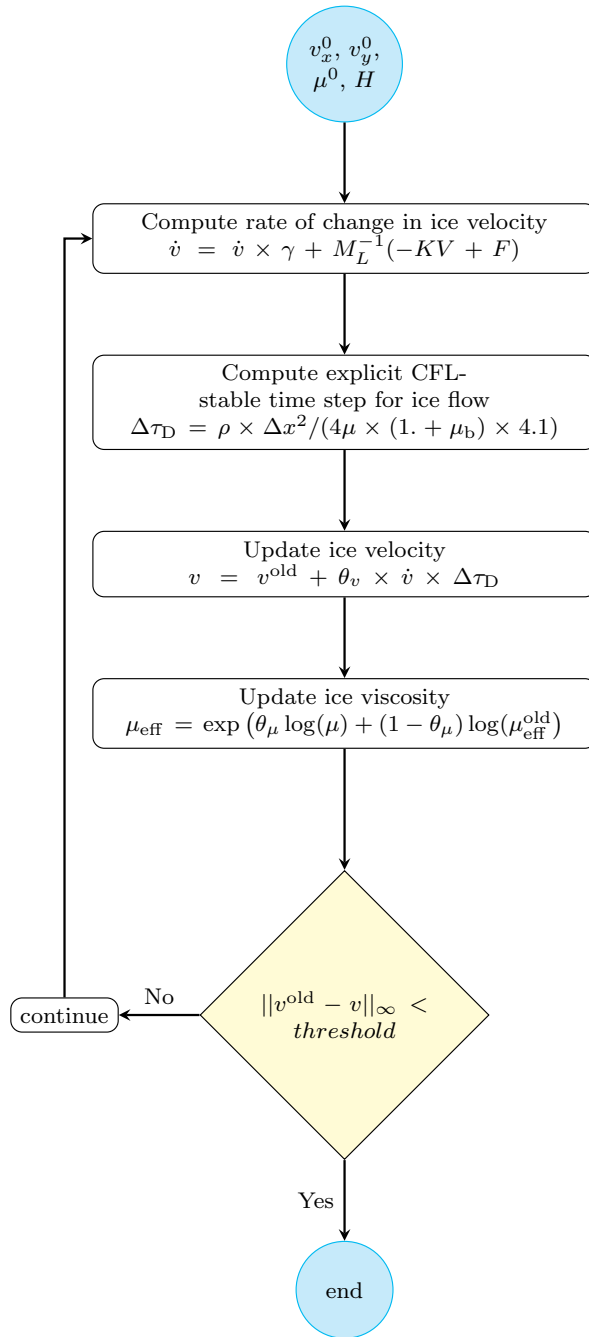 v_x^0, v_y^0,
μ^0, H
Compute rate of change in ice velocity
v̇ = v̇ × γ + M_L^{-1}(-KV + F)
Compute explicit CFL-
stable time step for ice flow
Δτ_D = ρ × Δx^2/(4μ × (1. + μ_b) × 4.1)
Update ice velocity
v = v^old + θ_v × v̇ × Δτ_D
Update ice viscosity
μ_eff = exp (θ_μ log(μ) + (1 − θ_μ) log(μ_eff^old)
||v^old − v||_∞ <
threshold
No
continue
Yes
end